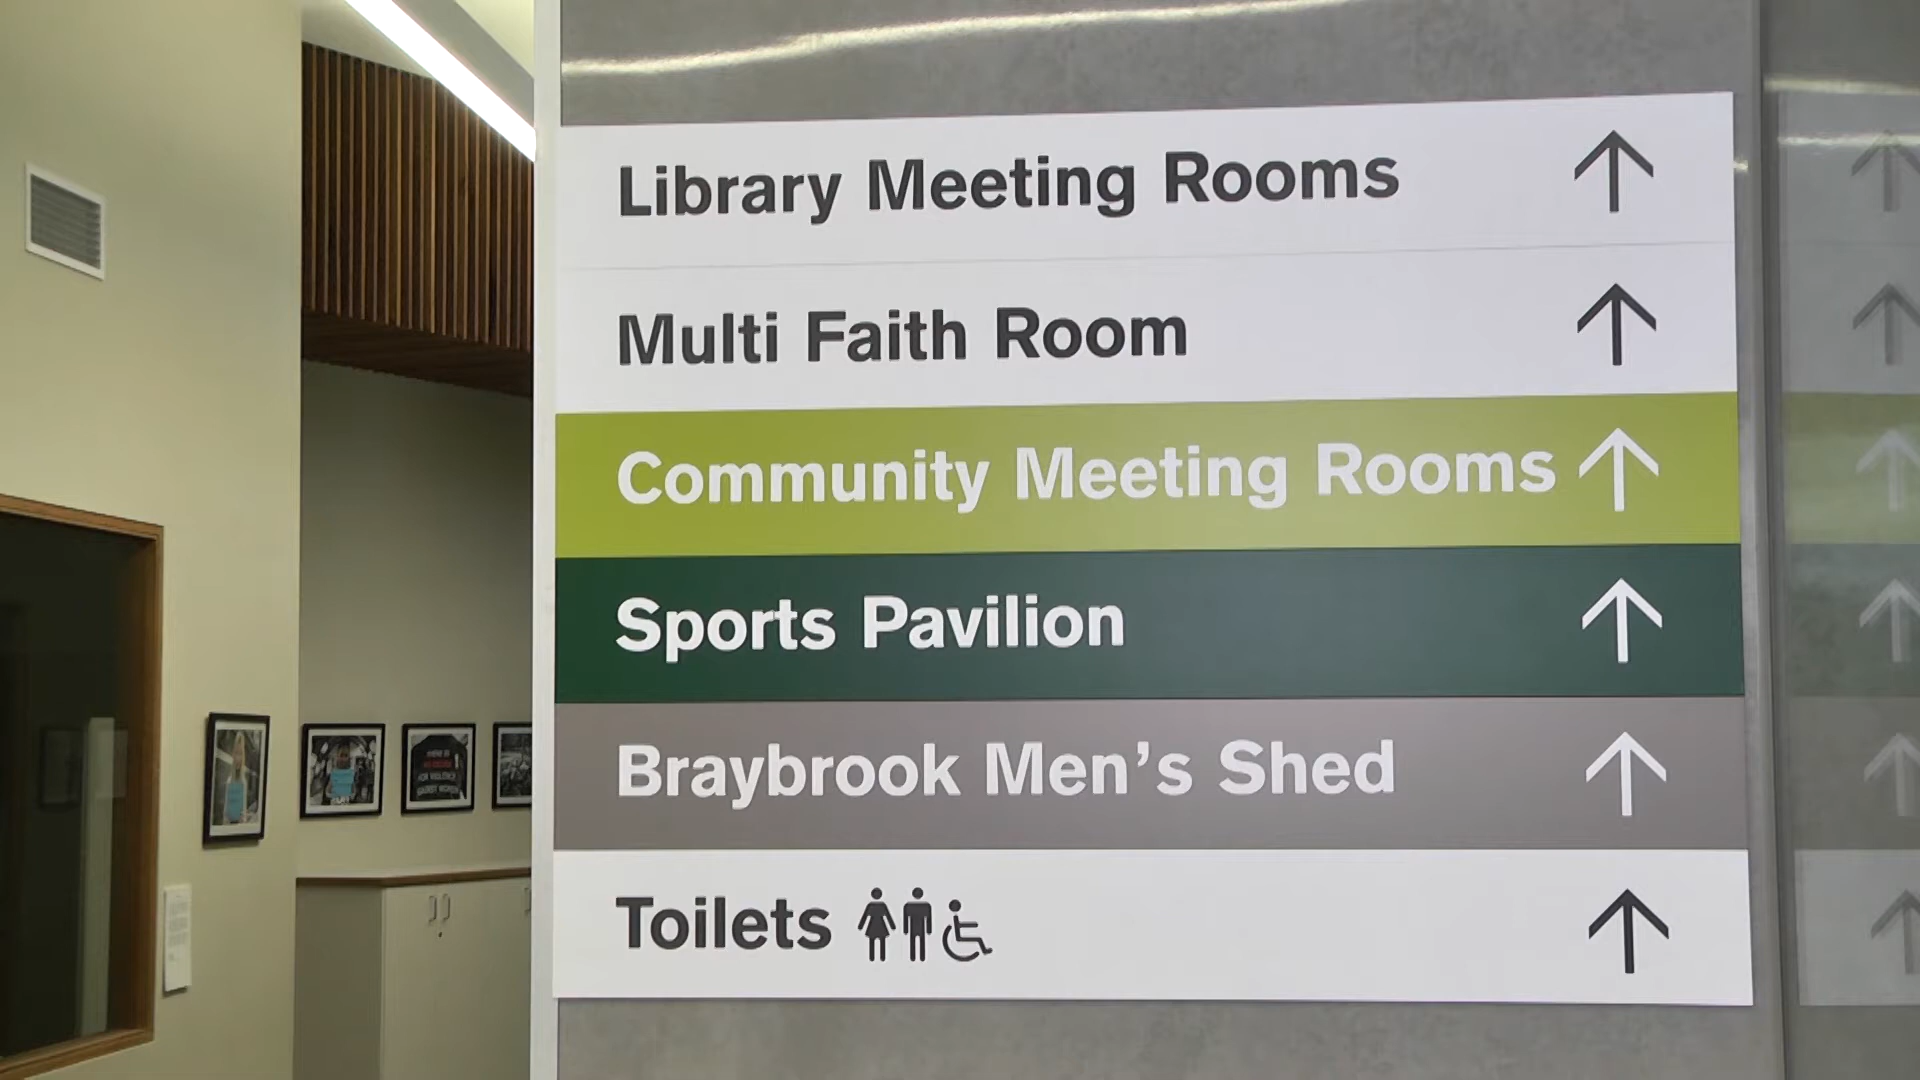 Library Meeting Rooms
Multi Faith Room
Community Meeting Rooms
Sports Pavilion
Braybrook Men’s Shed
Toilets